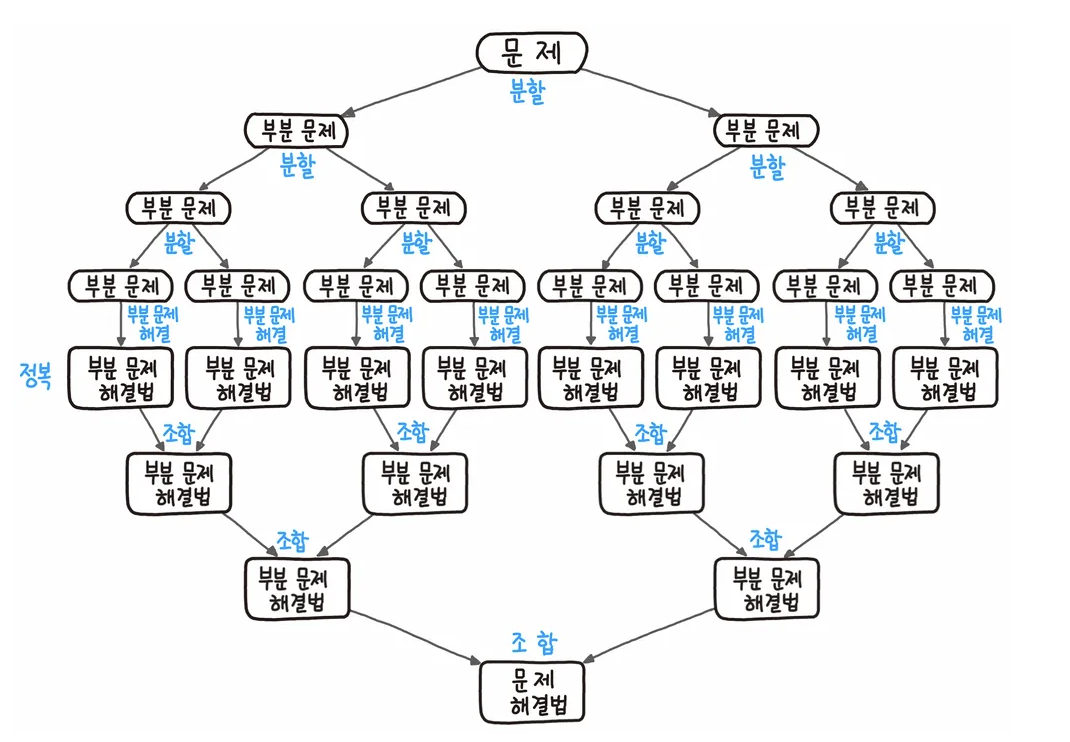 문 제
분할
부분 문제
부분 문제
분할
분할
부분 문제
부분 문제
부분 문제
부분 문제
분할
분할
분할
분할
부분 문제
부분 문제
부분 문제
부분 문제
부분 문제
부분 문제
부분 문제
부분 문제
부분 문제
해결
부분 문제
해결
부분 문제
해결
부분 문제
해결
부분 문제
해결
부분 문제
해결
부분 문제
해결
부분 문제
해결
정복
부분 문제
해결법
부분 문제
해결법
부분 문제
해결법
부분 문제
해결법
부분 문제
해결법
부분 문제
해결법
부분 문제
해결법
부분 문제
해결법
조합
조합
조합
조합
부분 문제
해결법
부분 문제
해결법
부분 문제
해결법
부분 문제
해결법
조합
조합
부분 문제
해결법
부분 문제
해결법
조 합
문 제
해결법